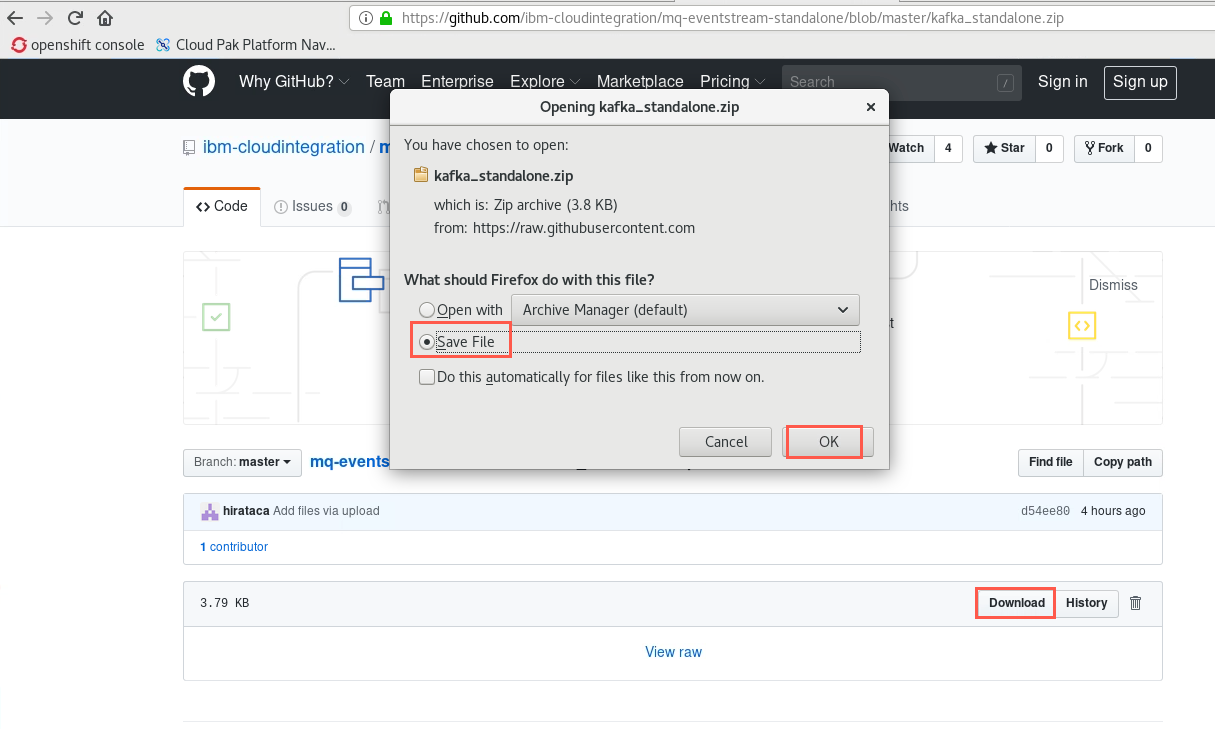 https://github.com/ibm-cloudintegration/mq-eventstream-standalone/blob/master/kafka_standalone.zip
openshift console Cloud Pak Platform Nav...
Why GitHub? Team Enterprise Explore Marketplace Pricing Search / Sign in Sign up
Opening kafka_standalone.zip
ibm-cloudintegration / m
Watch 4 Star 0 Fork 0
Code Issues 0
hts
You have chosen to open:
kafka_standalone.zip
which is: Zip archive (3.8 KB)
from: https://raw.githubusercontent.com
What should Firefox do with this file?
Open with Archive Manager (default)
Save File
Do this automatically for files like this from now on.
Cancel OK
Dismiss
t
Branch: master mq-events
Find file Copy path
hirataca Add files via upload d54ee80 4 hours ago
1 contributor
3.79 KB Download History
View raw